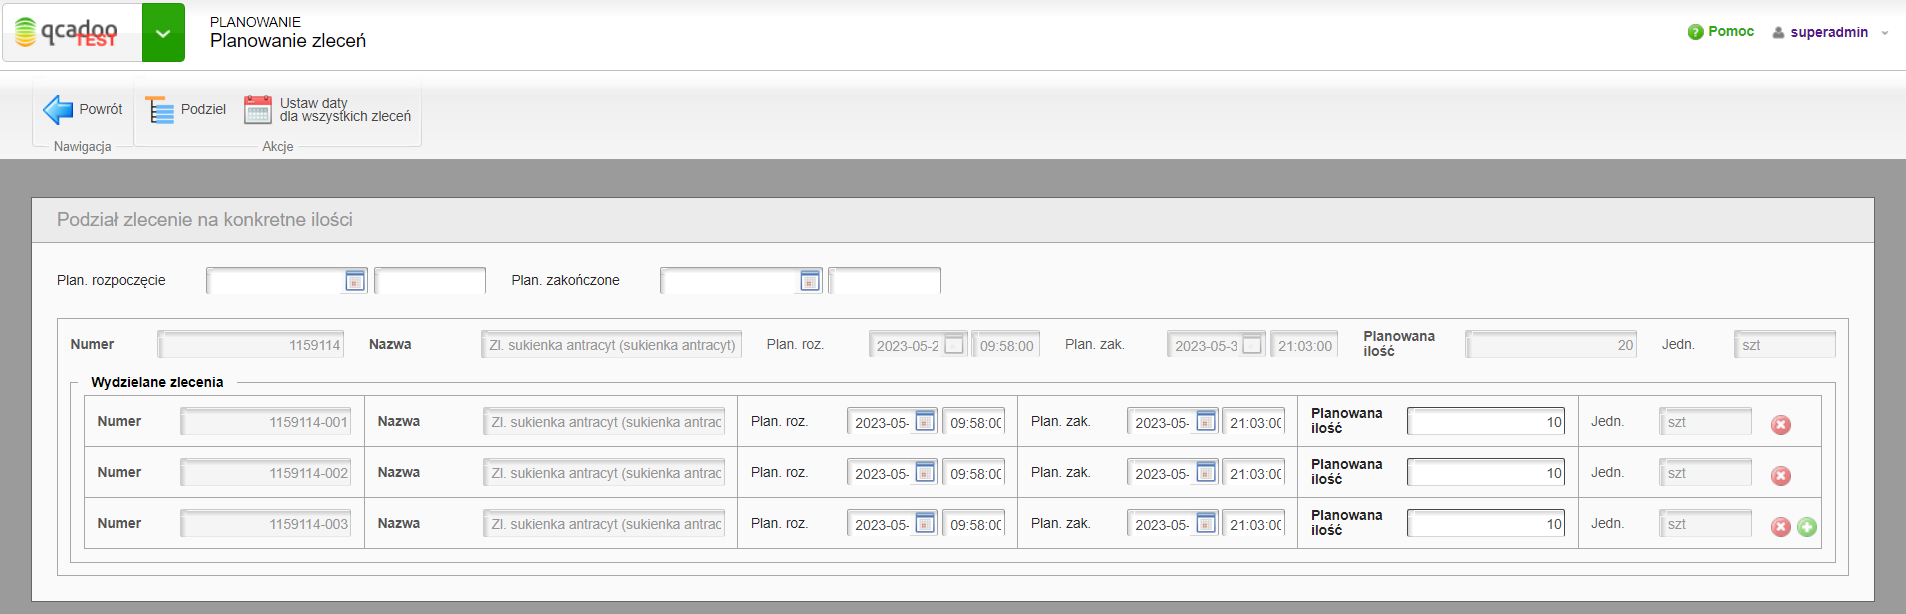 qcadoo
TEST
PLANOWANIE
Planowanie zleceń
Pomoc superadmin
Powrót Podziel Ustaw daty
dla wszystkich zleceń
Nawigacja Akcje
Podział zlecenie na konkretne ilości
Plan. rozpoczęcie Plan. zakończone
Numer 1159114 Nazwa Zl. sukienka antracyt (sukienka antracyt) Plan. roz. 2023-05-2 09:58:00 Plan. zak. 2023-05-3 21:03:00 Planowana ilość 20 Jedn. szt
Wydzielane zlecenia
Numer 1159114-001 Nazwa Zl. sukienka antracyt (sukienka antrac Plan. roz. 2023-05- 09:58:00 Plan. zak. 2023-05- 21:03:00 Planowana ilość 10 Jedn. szt
Numer 1159114-002 Nazwa Zl. sukienka antracyt (sukienka antrac Plan. roz. 2023-05- 09:58:00 Plan. zak. 2023-05- 21:03:00 Planowana ilość 10 Jedn. szt
Numer 1159114-003 Nazwa Zl. sukienka antracyt (sukienka antrac Plan. roz. 2023-05- 09:58:00 Plan. zak. 2023-05- 21:03:00 Planowana ilość 10 Jedn. szt